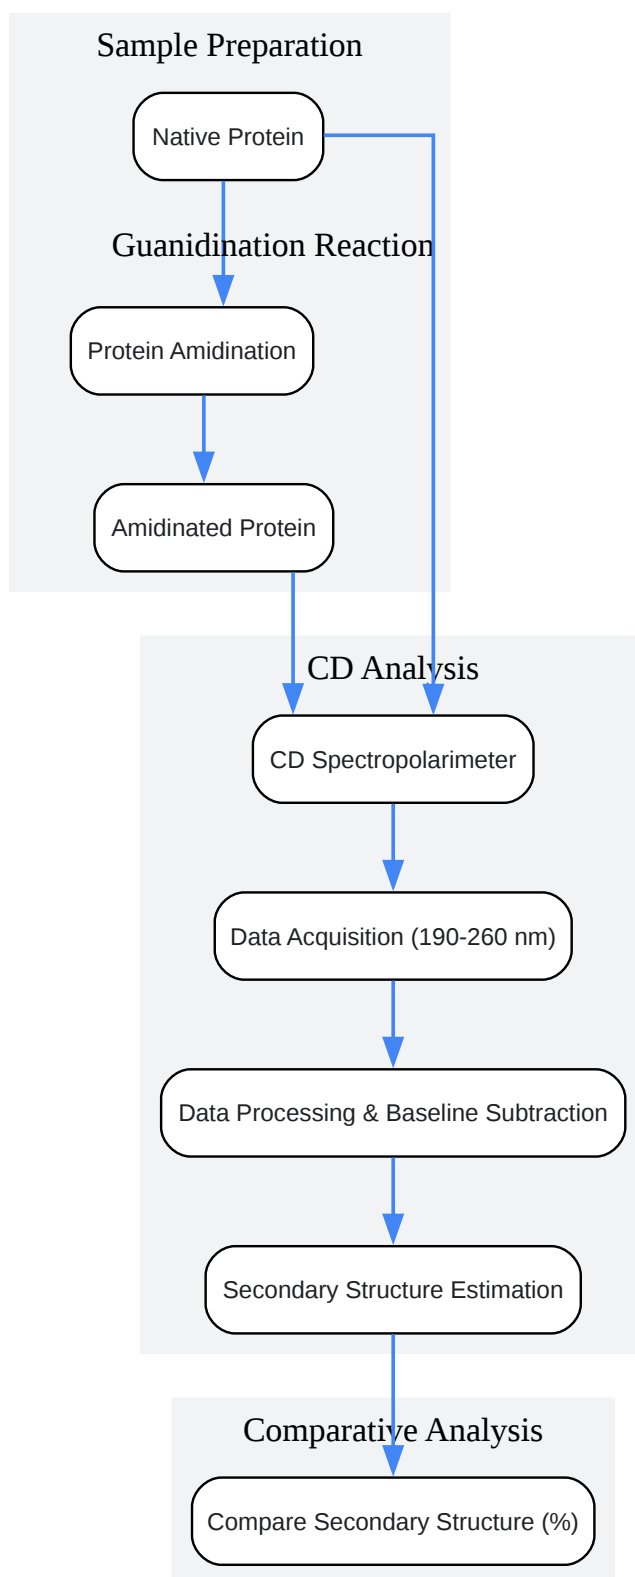 Sample Preparation
Native Protein
Guanidination Reaction
Protein Amidination
Amidinated Protein
CD Analysis
CD Spectropolarimeter
Data Acquisition (190-260 nm)
Data Processing & Baseline Subtraction
Secondary Structure Estimation
Comparative Analysis
Compare Secondary Structure (%)